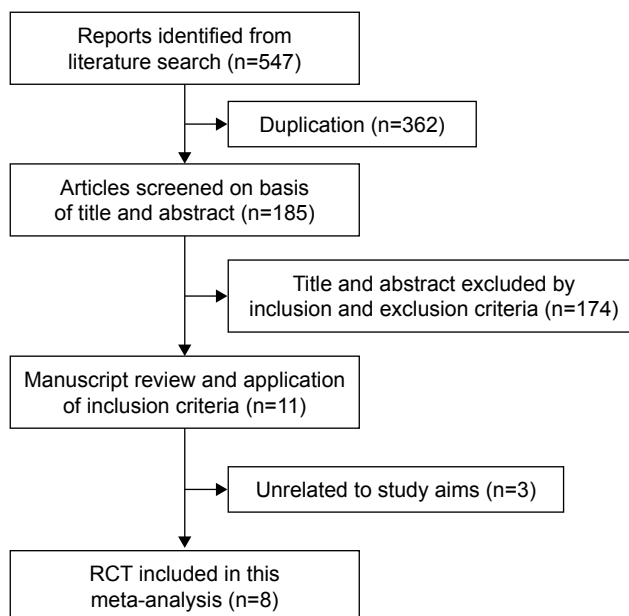 Reports identified from
literature search (n=547)
Duplication (n=362)
Articles screened on basis
of title and abstract (n=185)
Title and abstract excluded by
inclusion and exclusion criteria (n=174)
Manuscript review and application
of inclusion criteria (n=11)
Unrelated to study aims (n=3)
RCT included in this
meta-analysis (n=8)